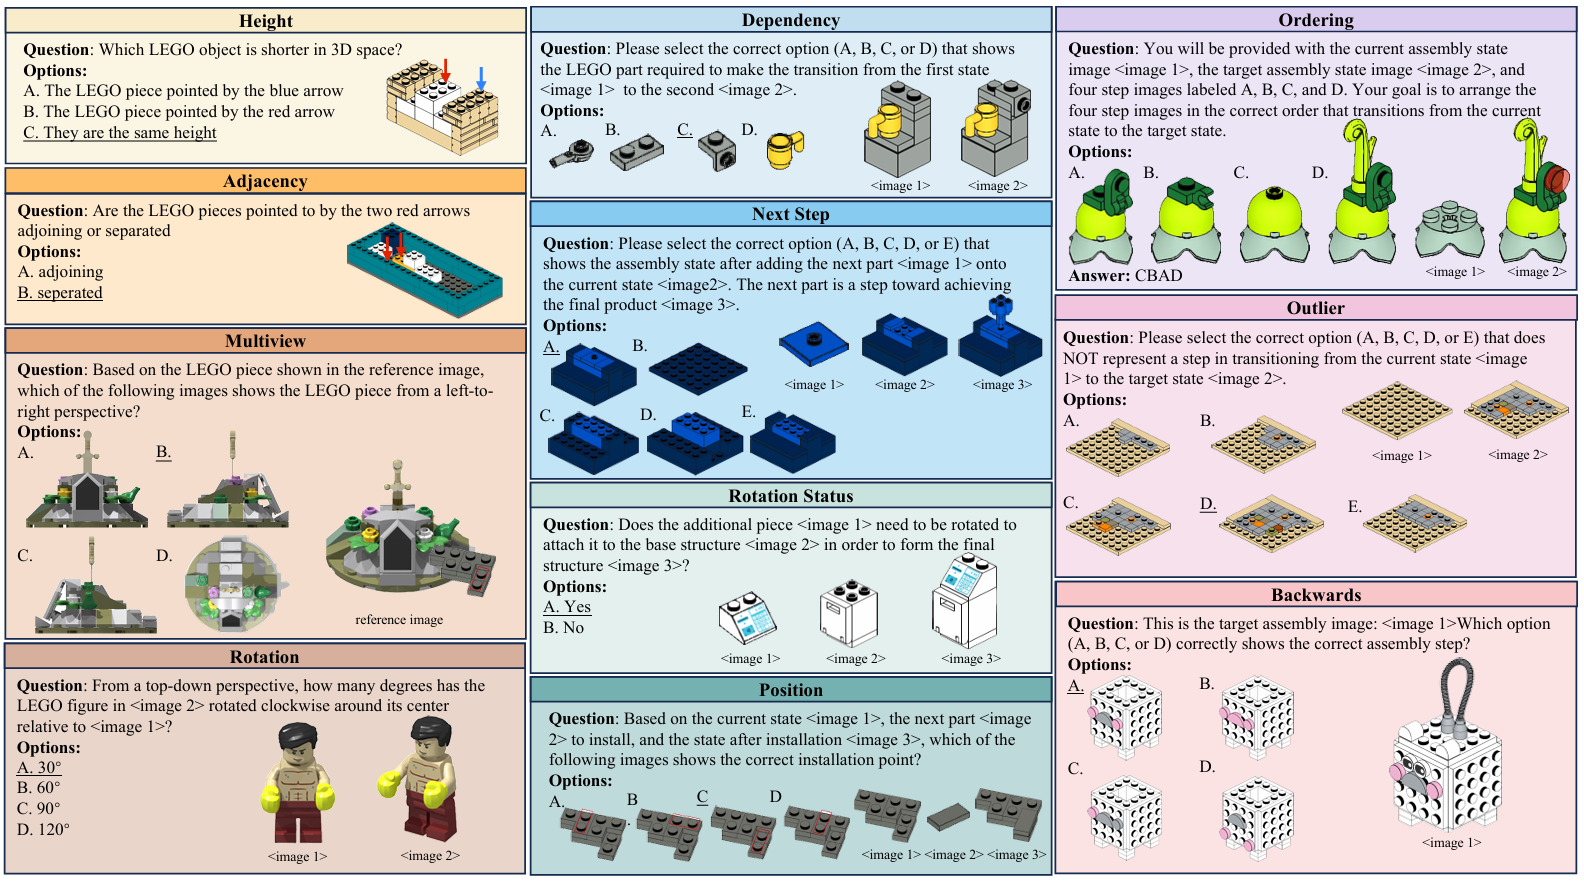 Height
Question: Which LEGO object is shorter in 3D space?
Options:
A. The LEGO piece pointed by the blue arrow
B. The LEGO piece pointed by the red arrow
C. They are the same height
Adjacency
Question: Are the LEGO pieces pointed to by the two red arrows
adjoining or separated
Options:
A. adjoining
B. seperated
Multiview
Question: Based on the LEGO piece shown in the reference image,
which of the following images shows the LEGO piece from a left-to-
right perspective?
Options:
A.
B.
C.
D.
reference image
Rotation
Question: From a top-down perspective, how many degrees has the
LEGO figure in <image 2> rotated clockwise around its center
relative to <image 1>?
Options:
A. 30°
B. 60°
C. 90°
D. 120°
<image 1>
<image 2>
Dependency
Question: Please select the correct option (A, B, C, or D) that shows
the LEGO part required to make the transition from the first state
<image 1> to the second <image 2>.
Options:
A.
B.
C.
D.
<image 1>
<image 2>
Next Step
Question: Please select the correct option (A, B, C, D, or E) that
shows the assembly state after adding the next part <image 1> onto
the current state <image2>. The next part is a step toward achieving
the final product <image 3>.
Options:
A.
B.
<image 1>
<image 2>
<image 3>
C.
D.
E.
Rotation Status
Question: Does the additional piece <image 1> need to be rotated to
attach it to the base structure <image 2> in order to form the final
structure <image 3>?
Options:
A. Yes
B. No
<image 1>
<image 2>
<image 3>
Position
Question: Based on the current state <image 1>, the next part <image
2> to install, and the state after installation <image 3>, which of the
following images shows the correct installation point?
Options:
A.
B
.
C
D
<image 1> <image 2> <image 3>
Ordering
Question: You will be provided with the current assembly state
image <image 1>, the target assembly state image <image 2>, and
four step images labeled A, B, C, and D. Your goal is to arrange the
four step images in the correct order that transitions from the current
state to the target state.
Options:
A.
B.
C.
D.
<image 1>
<image 2>
Answer: CBAD
Outlier
Question: Please select the correct option (A, B, C, D, or E) that does
NOT represent a step in transitioning from the current state <image
1> to the target state <image 2>.
Options:
A.
B.
<image 1>
<image 2>
C.
D.
E.
Backwards
Question: This is the target assembly image: <image 1>Which option
(A, B, C, or D) correctly shows the correct assembly step?
Options:
A.
B.
C.
D.
<image 1>